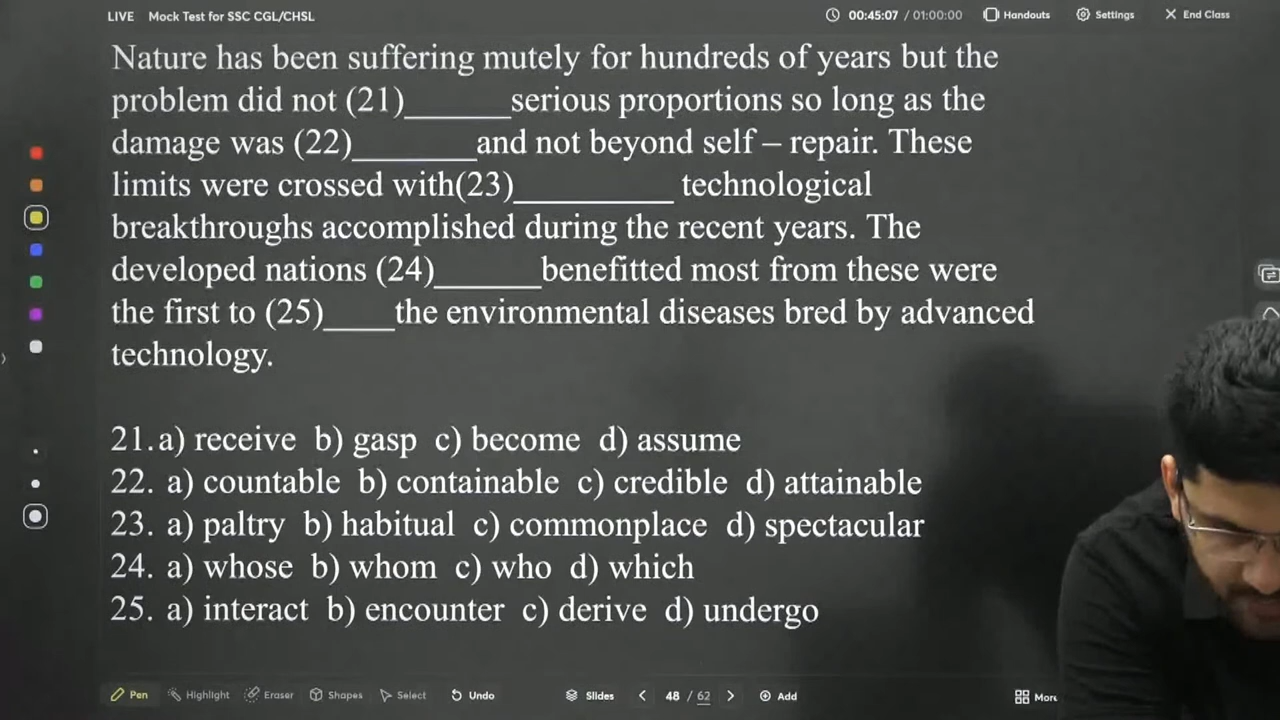 LIVE Mock Test for SSC CGL/CHSL 00:45:07 / 01:00:00 Handouts Settings End Class
Nature has been suffering mutely for hundreds of years but the
problem did not (21)______serious proportions so long as the
damage was (22)_______and not beyond self – repair. These
limits were crossed with(23)_________ technological
breakthroughs accomplished during the recent years. The
developed nations (24)______benefitted most from these were
the first to (25)____the environmental diseases bred by advanced
technology.
21.a) receive b) gasp c) become d) assume
22. a) countable b) containable c) credible d) attainable
23. a) paltry b) habitual c) commonplace d) spectacular
24. a) whose b) whom c) who d) which
25. a) interact b) encounter c) derive d) undergo
Pen Highlight Eraser Shapes Select Undo Slides 48 / 62 Add More